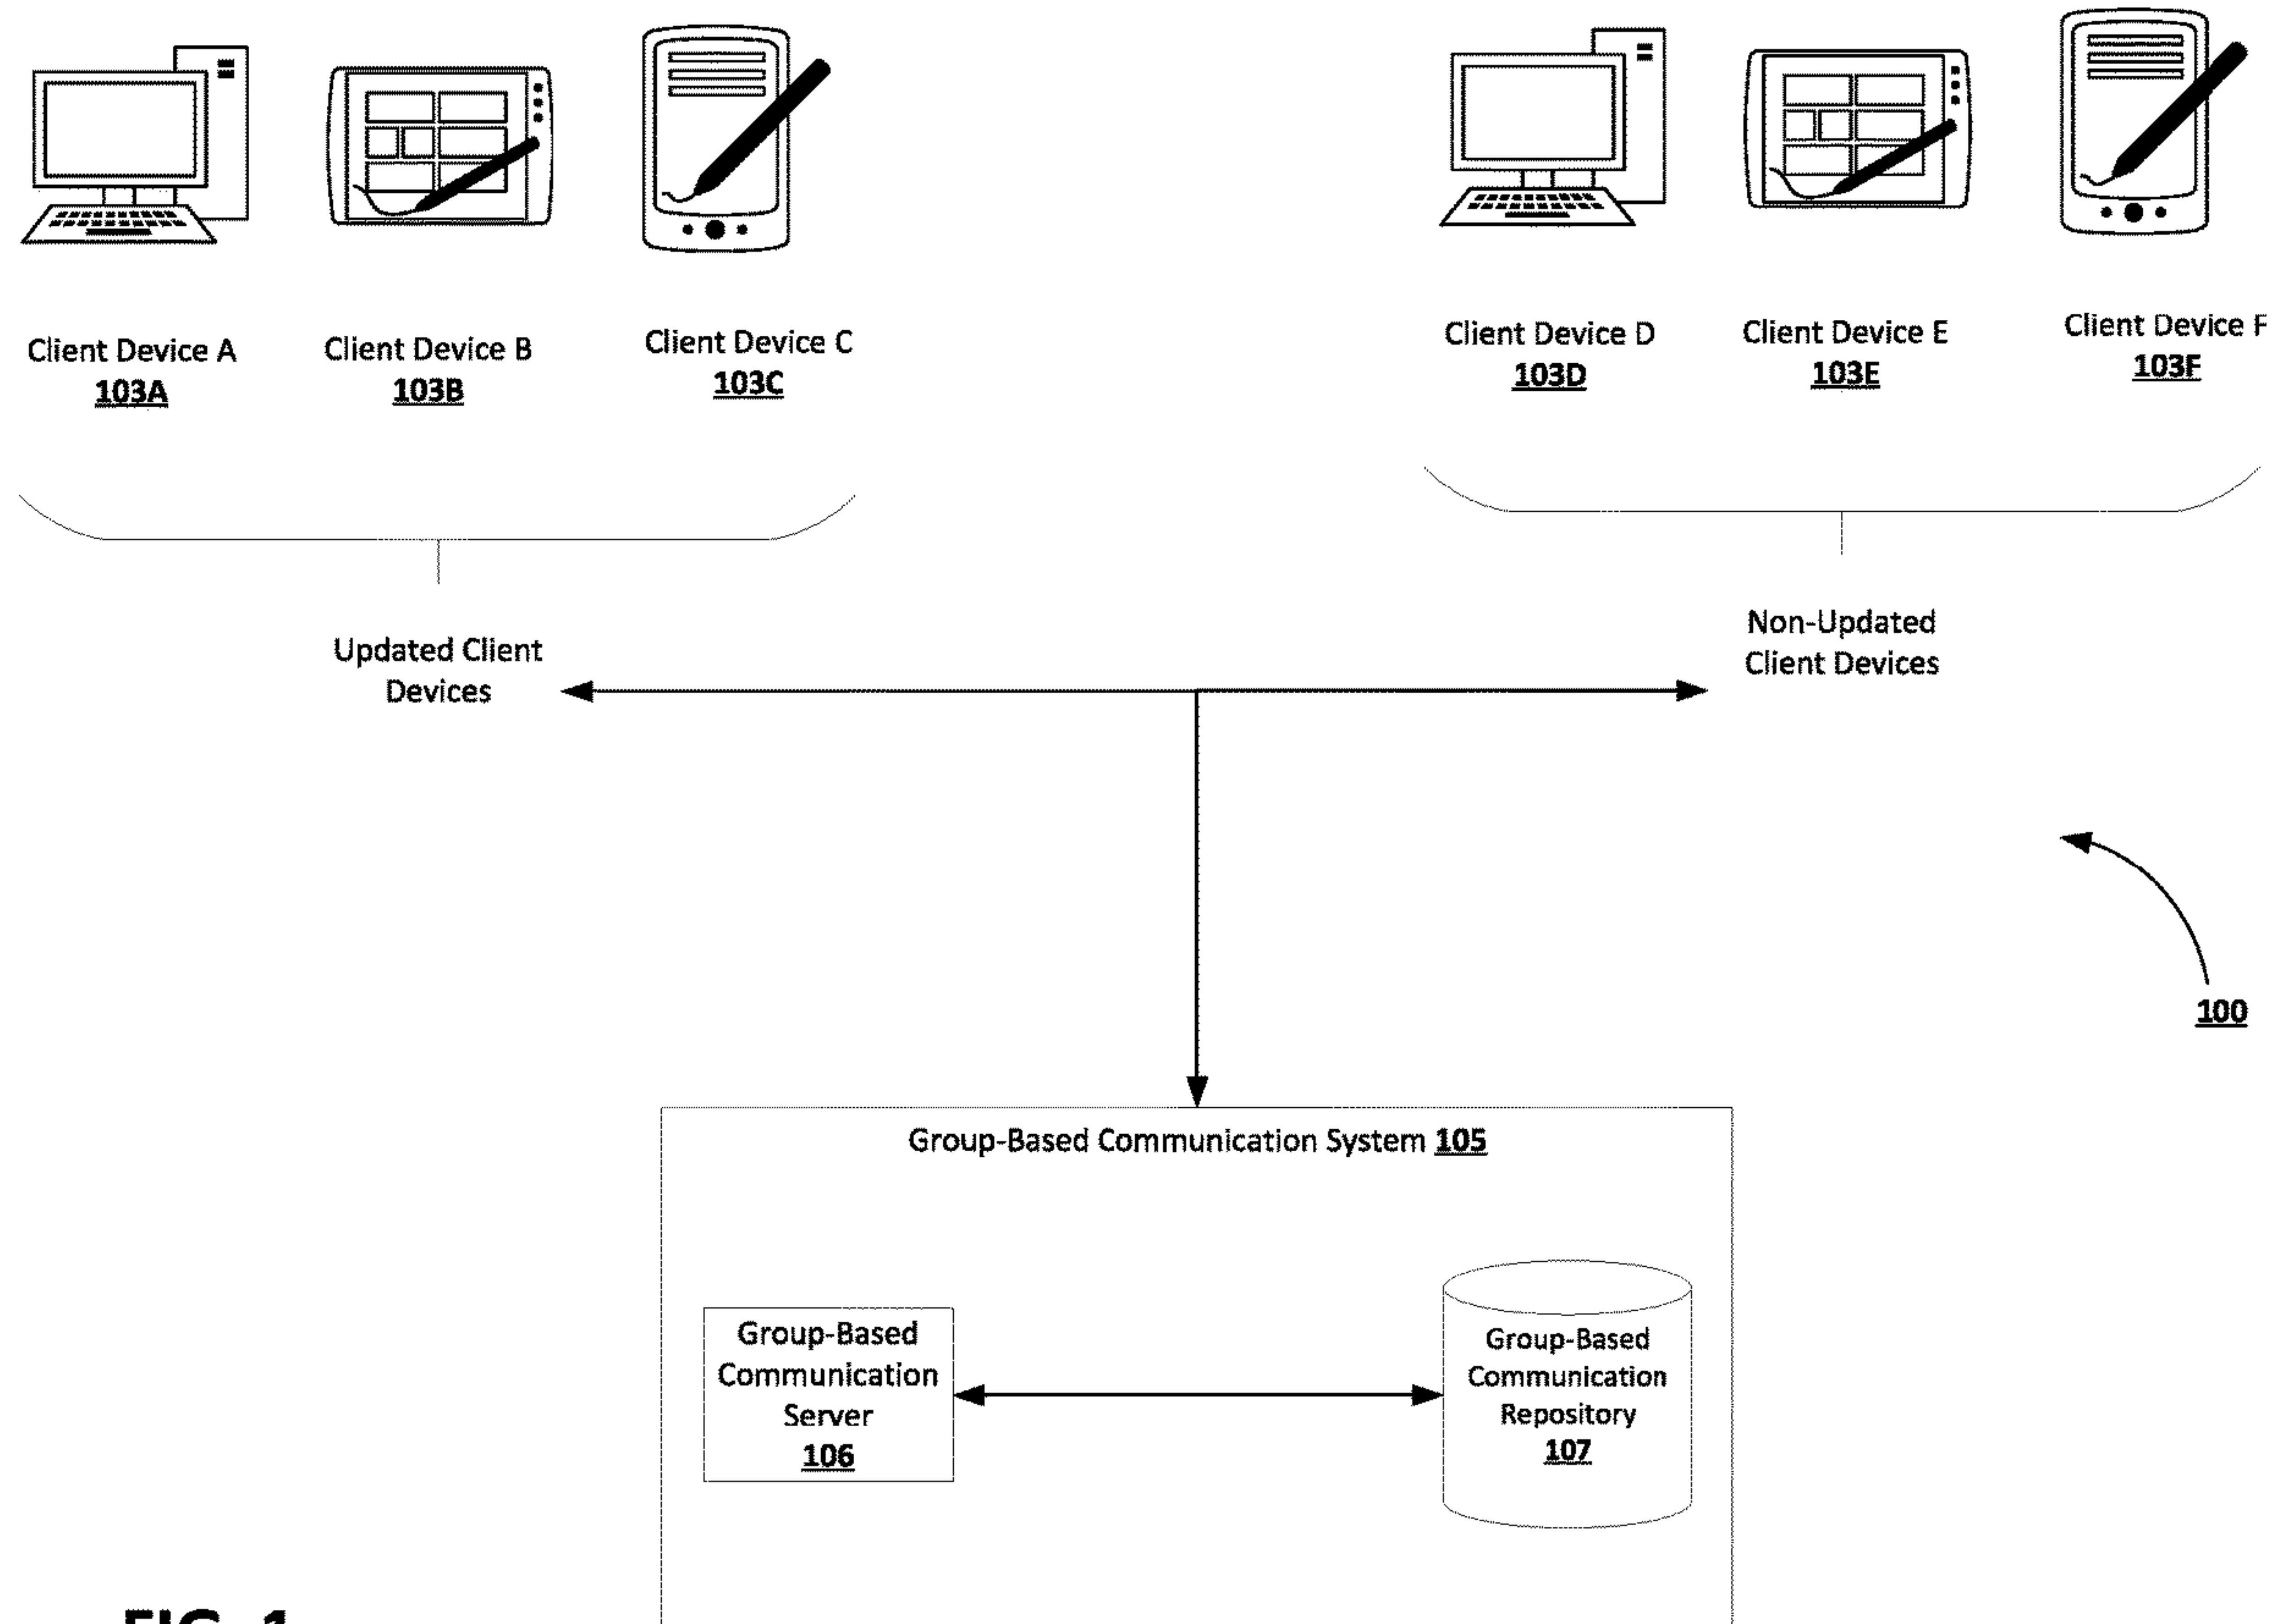 Client Device A
103A
Client Device B
103B
Client Device C
103C
Client Device D
103D
Client Device E
103E
Client Device F
103F
Updated Client
Devices
Non-Updated
Client Devices
100
Group-Based Communication System 105
Group-Based
Communication
Server
106
Group-Based
Communication
Repository
107
FIG. 1